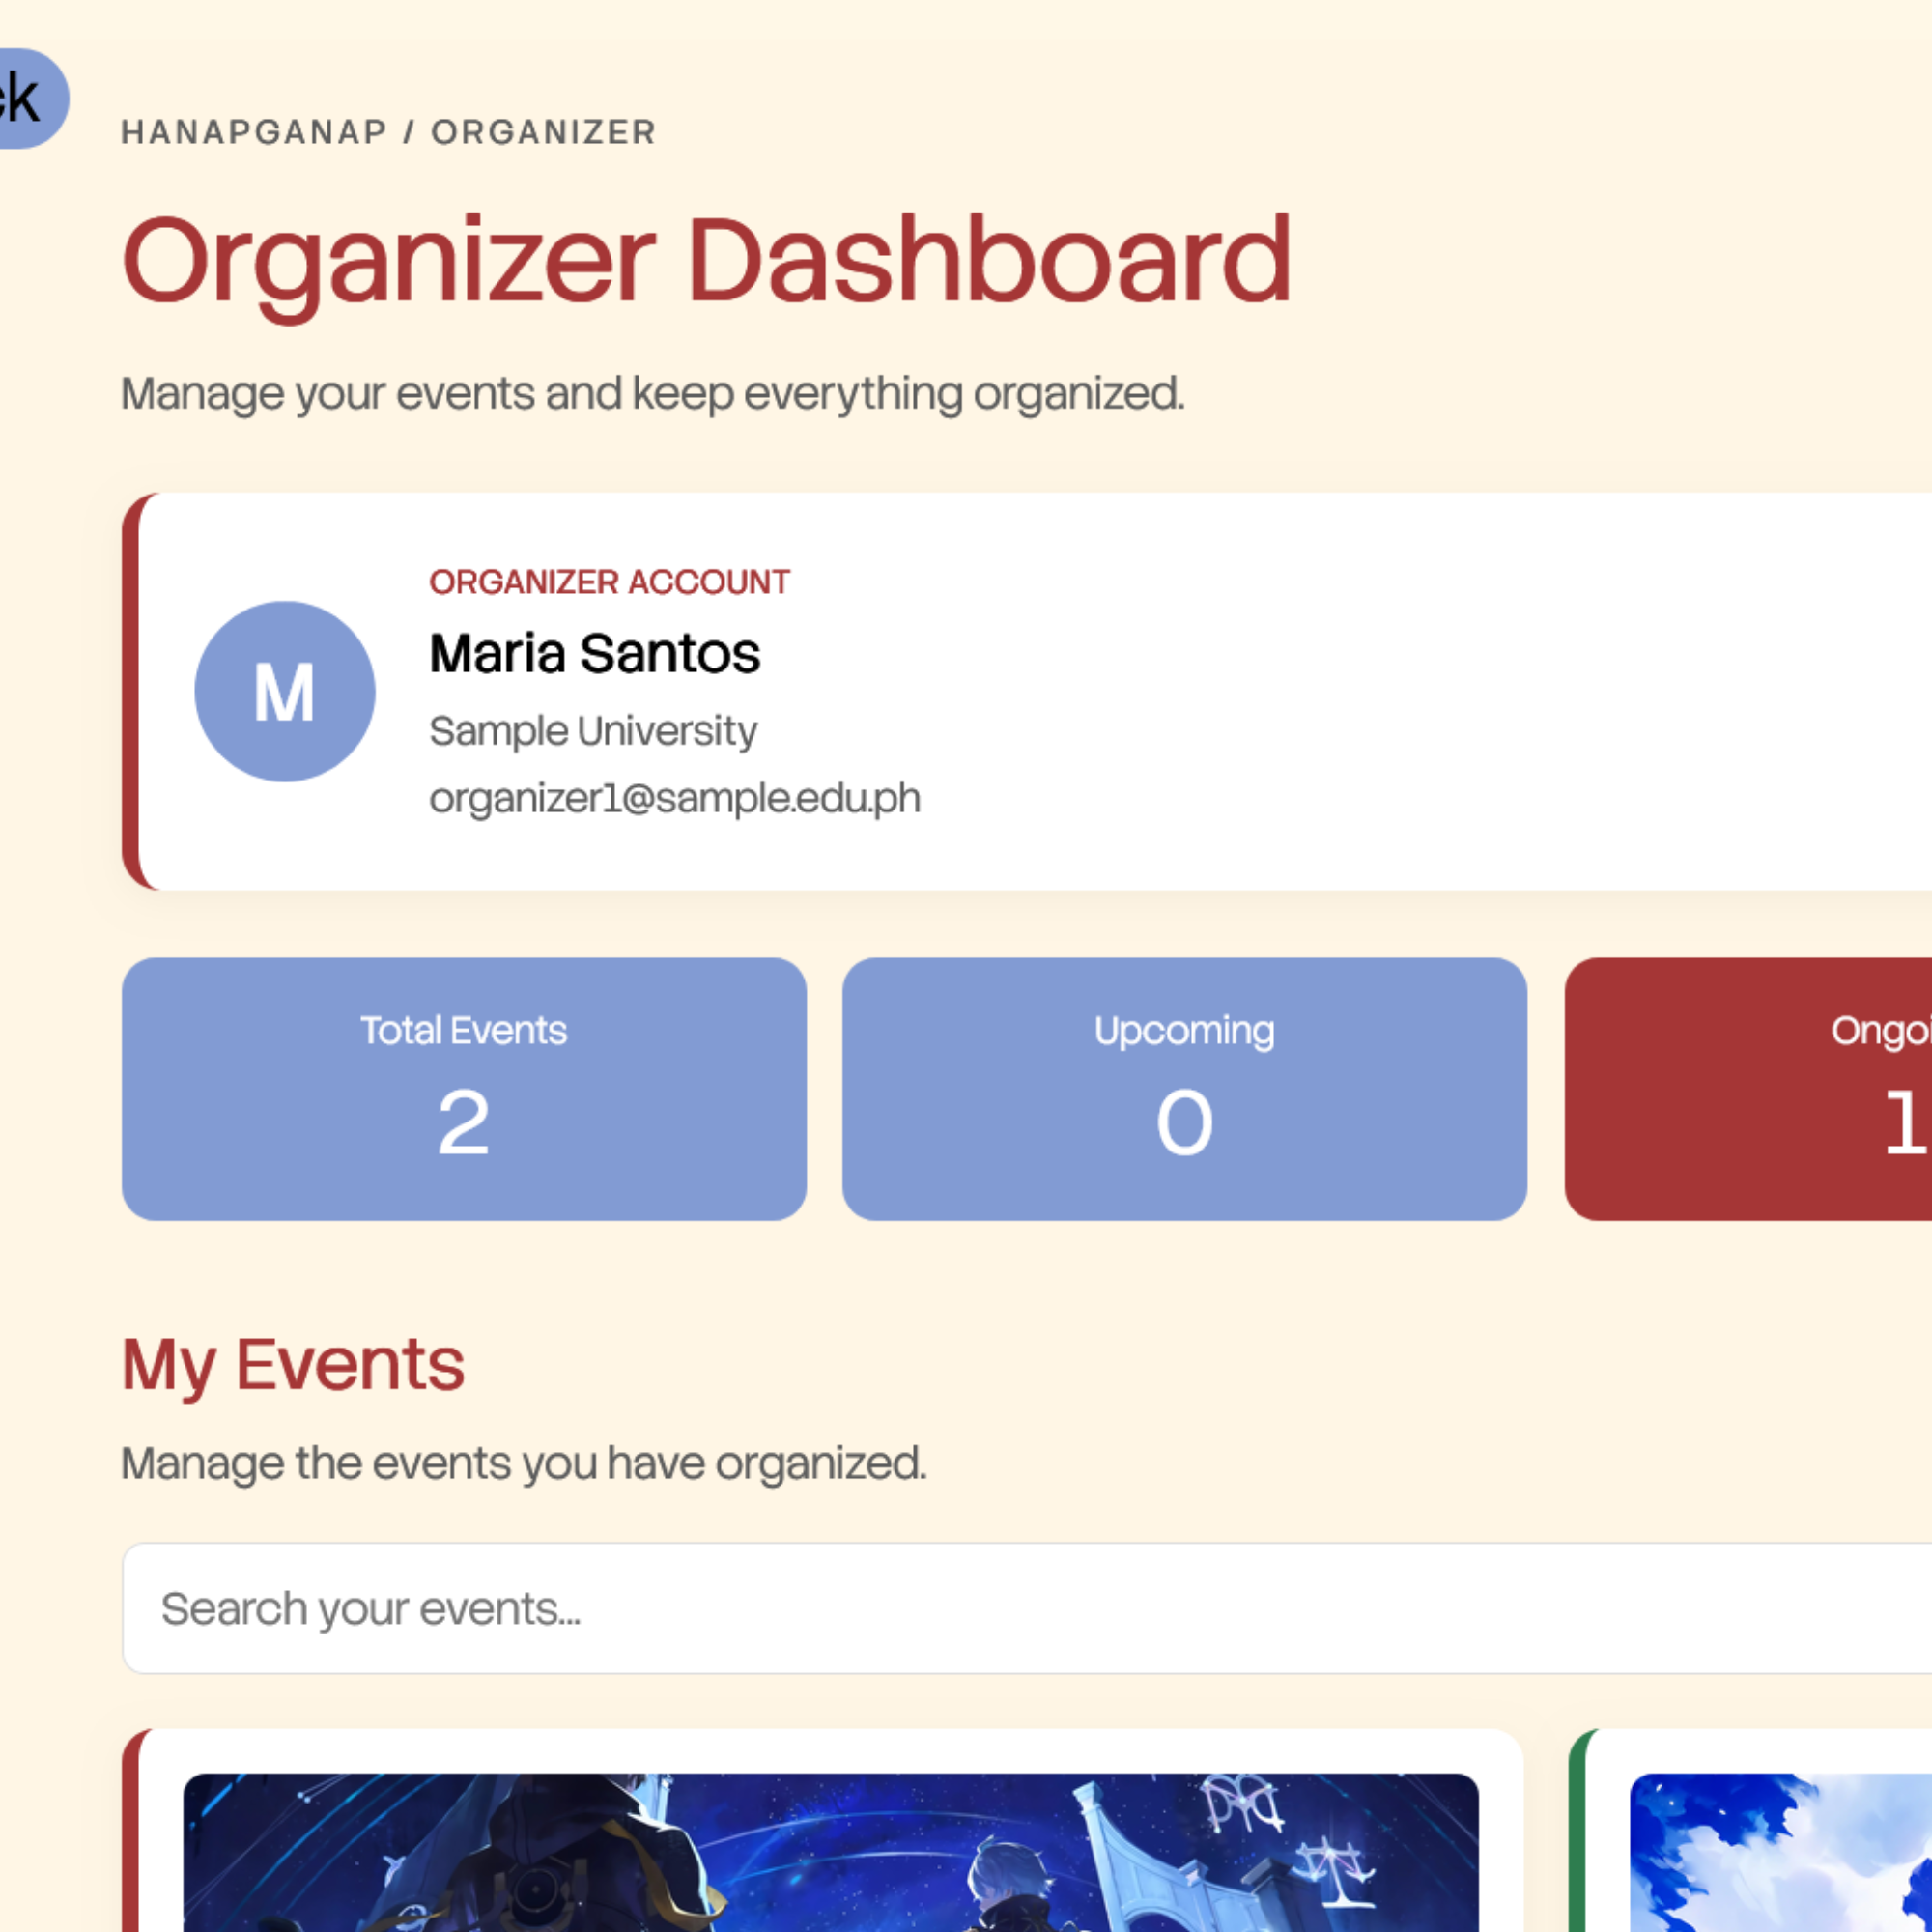 ck
HANAPGANAP / ORGANIZER
Organizer Dashboard
Manage your events and keep everything organized.
ORGANIZER ACCOUNT
M
Maria Santos
Sample University
organizer1@sample.edu.ph
Total Events
Upcoming
Ongoi
2
0
1
My Events
Manage the events you have organized.
Search your events...